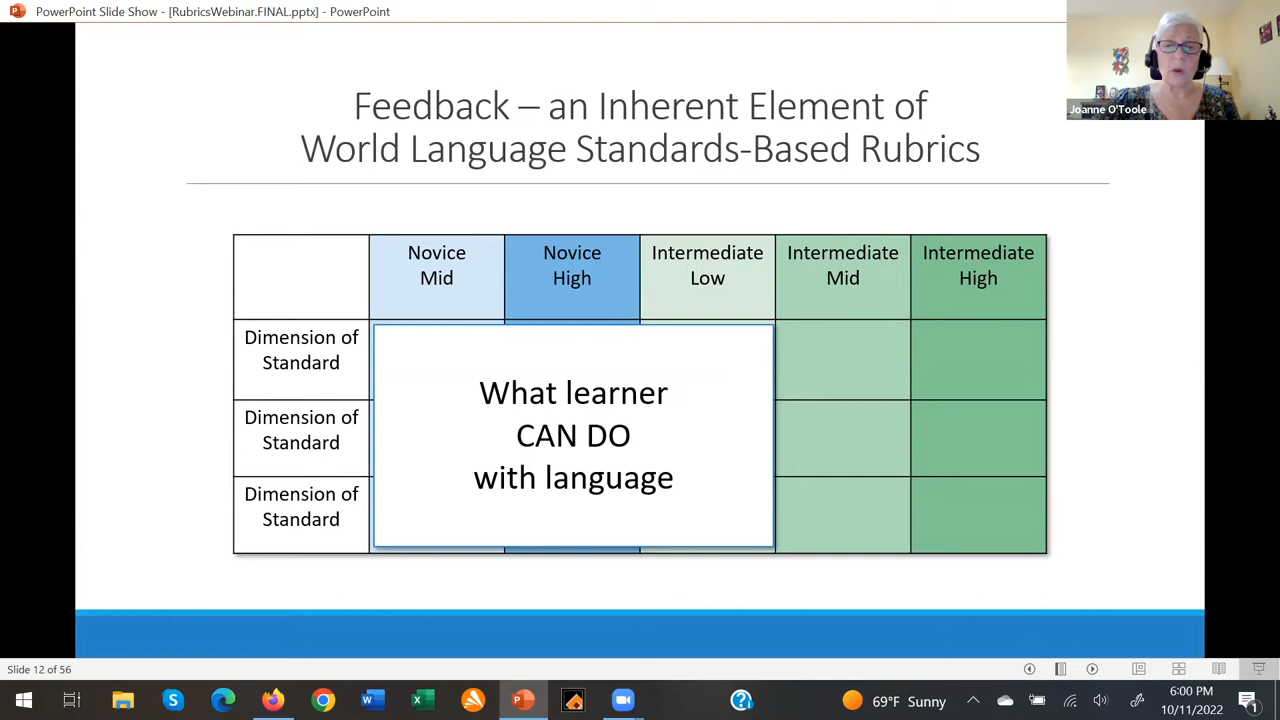 PowerPoint Slide Show - [RubricsWebinar.FINAL.pptx] - PowerPoint
Joanne O'Toole
Feedback – an Inherent Element of
World Language Standards-Based Rubrics
Novice
Mid
Novice
High
Intermediate
Low
Intermediate
Mid
Intermediate
High
Dimension of
Standard
Dimension of
Standard
Dimension of
Standard
What learner
CAN DO
with language
Slide 12 of 56
69°F Sunny
6:00 PM
10/11/2022
1